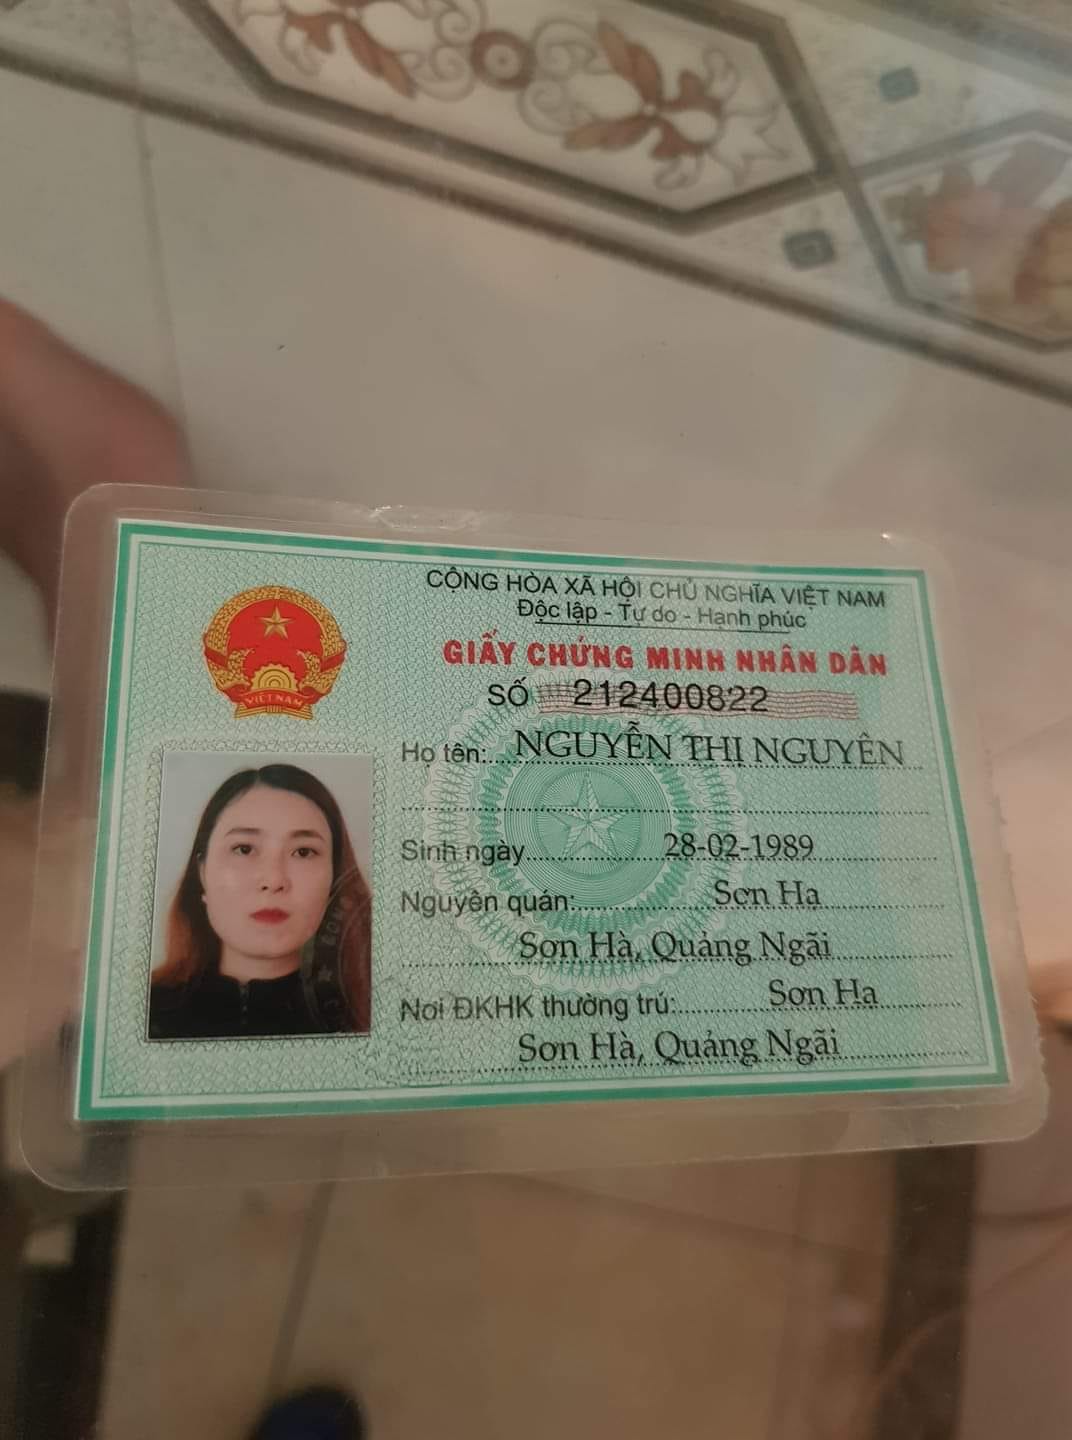 CỘNG HÒA XÃ HỘI CHỦ NGHĨA VIỆT NAM
Độc lập - Tự do - Hạnh phúc
GIẤY CHỨNG MINH NHÂN DÂN
SỐ 212400822
Họ tên: NGUYỄN THỊ NGUYÊN
Sinh ngày 28-02-1989
Nguyên quán: Sơn Hạ
Sơn Hà, Quảng Ngãi
Nơi ĐKHK thường trú: Sơn Hạ
Sơn Hà, Quảng Ngãi
VIỆT NAM